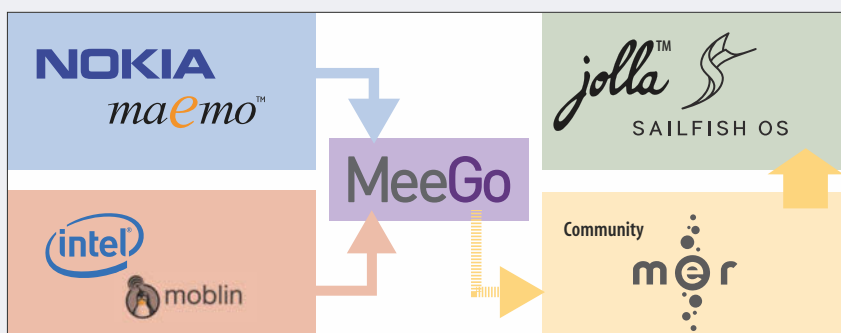 NOKIA
maemo™
intel®
moblin
MeeGo
jolla™
SAILFISH OS
Community
mer